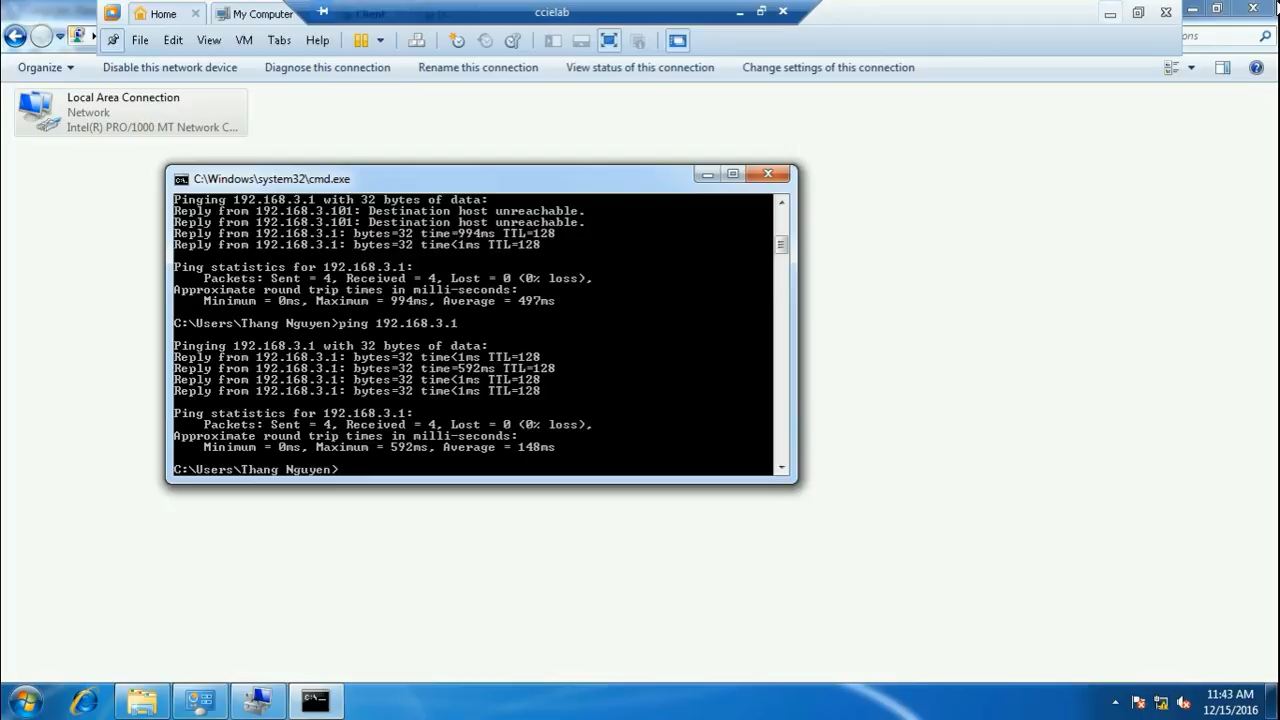 Home
My Computer
Client
ccielab
File Edit View VM Tabs Help
Organize Disable this network device Diagnose this connection Rename this connection View status of this connection Change settings of this connection
Local Area Connection
Network
Intel(R) PRO/1000 MT Network C...
C:\Windows\system32\cmd.exe
Pinging 192.168.3.1 with 32 bytes of data:
Reply from 192.168.3.101: Destination host unreachable.
Reply from 192.168.3.101: Destination host unreachable.
Reply from 192.168.3.1: bytes=32 time=994ms TTL=128
Reply from 192.168.3.1: bytes=32 time<1ms TTL=128
Ping statistics for 192.168.3.1:
Packets: Sent = 4, Received = 4, Lost = 0 (0% loss),
Approximate round trip times in milli-seconds:
Minimum = 0ms, Maximum = 994ms, Average = 497ms
C:\Users\Thang Nguyen>ping 192.168.3.1
Pinging 192.168.3.1 with 32 bytes of data:
Reply from 192.168.3.1: bytes=32 time<1ms TTL=128
Reply from 192.168.3.1: bytes=32 time=592ms TTL=128
Reply from 192.168.3.1: bytes=32 time<1ms TTL=128
Reply from 192.168.3.1: bytes=32 time<1ms TTL=128
Ping statistics for 192.168.3.1:
Packets: Sent = 4, Received = 4, Lost = 0 (0% loss),
Approximate round trip times in milli-seconds:
Minimum = 0ms, Maximum = 592ms, Average = 148ms
C:\Users\Thang Nguyen>
11:43 AM
12/15/2016